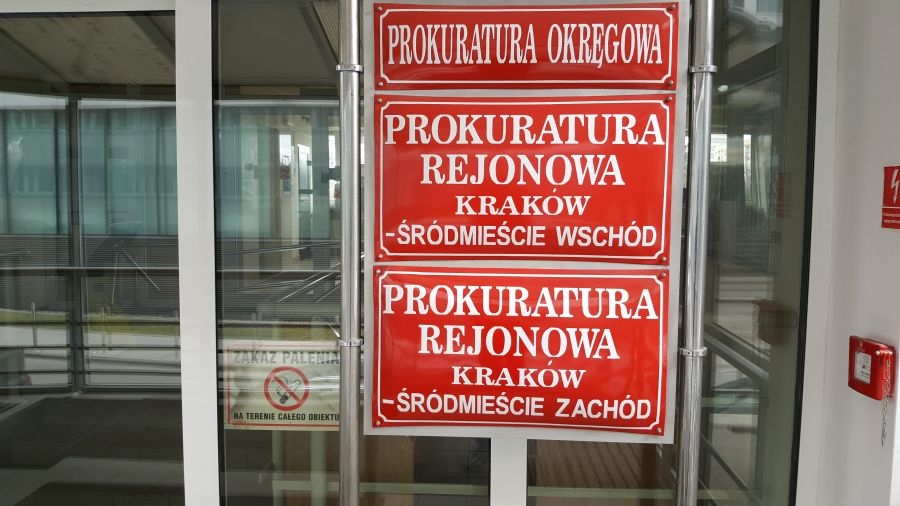 PROKURATURA OKRĘGOWA
PROKURATURA
REJONOWA
KRAKÓW
-ŚRÓDMIEŚCIE WSCHÓD
PROKURATURA
REJONOWA
KRAKÓW
-ŚRÓDMIEŚCIE ZACHÓD
ZAKAZ PALENIA
NA TERENIE CAŁEGO OBIEKTU